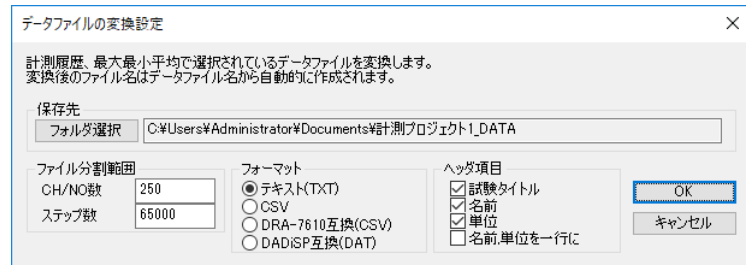 データファイルの変換設定
計測履歴、最大最小平均で選択されているデータファイルを変換します。
変換後のファイル名はデータファイル名から自動的に作成されます。
保存先
フォルダ選択 C:¥Users¥Administrator¥Documents¥計測プロジェクト1_DATA
ファイル分割範囲
CH/NO数 250
ステップ数 65000
フォーマット
テキスト(TXT)
CSV
DRA-7610互換(CSV)
DADiSP互換(DAT)
ヘッダ項目
試験タイトル
名前
単位
名前,単位を一行に
OK
キャンセル